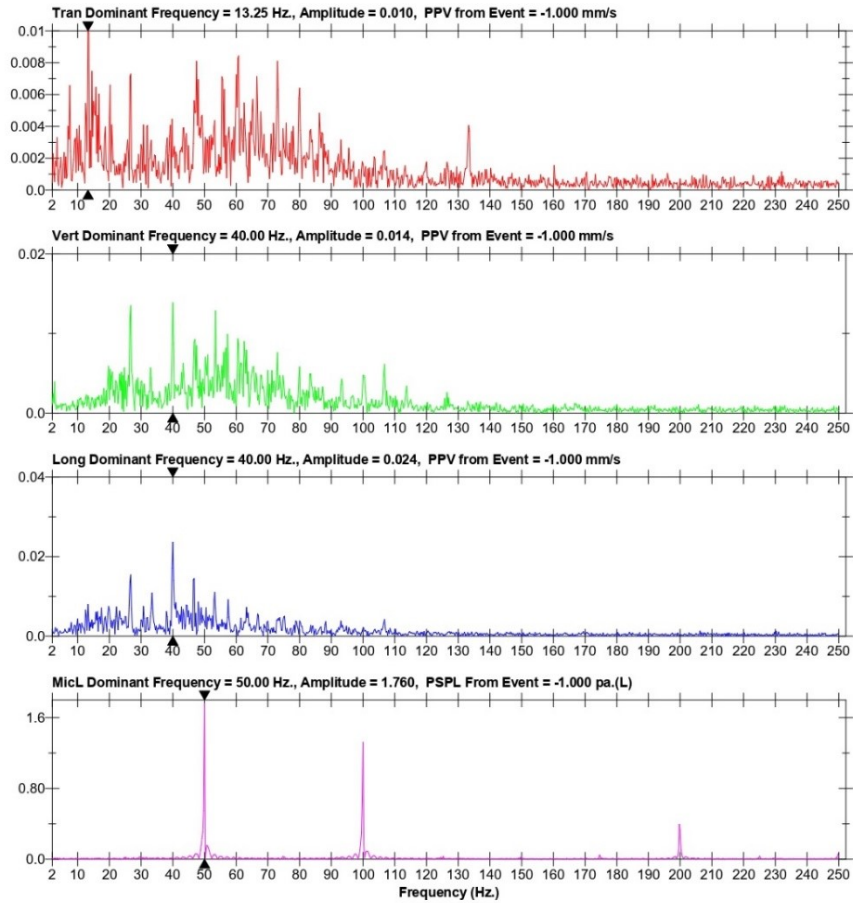 Tran Dominant Frequency = 13.25 Hz., Amplitude = 0.010, PPV from Event = -1.000 mm/s
0.01
0.008
0.006
0.004
0.002
0.0
2 10 20 30 40 50 60 70 80 90 100 110 120 130 140 150 160 170 180 190 200 210 220 230 240 250
Vert Dominant Frequency = 40.00 Hz., Amplitude = 0.014, PPV from Event = -1.000 mm/s
0.02
0.0
2 10 20 30 40 50 60 70 80 90 100 110 120 130 140 150 160 170 180 190 200 210 220 230 240 250
Long Dominant Frequency = 40.00 Hz., Amplitude = 0.024, PPV from Event = -1.000 mm/s
0.04
0.02
0.0
2 10 20 30 40 50 60 70 80 90 100 110 120 130 140 150 160 170 180 190 200 210 220 230 240 250
MicL Dominant Frequency = 50.00 Hz., Amplitude = 1.760, PSPL From Event = -1.000 pa.(L)
1.6
0.80
0.0
2 10 20 30 40 50 60 70 80 90 100 110 120 130 140 150 160 170 180 190 200 210 220 230 240 250
Frequency (Hz.)